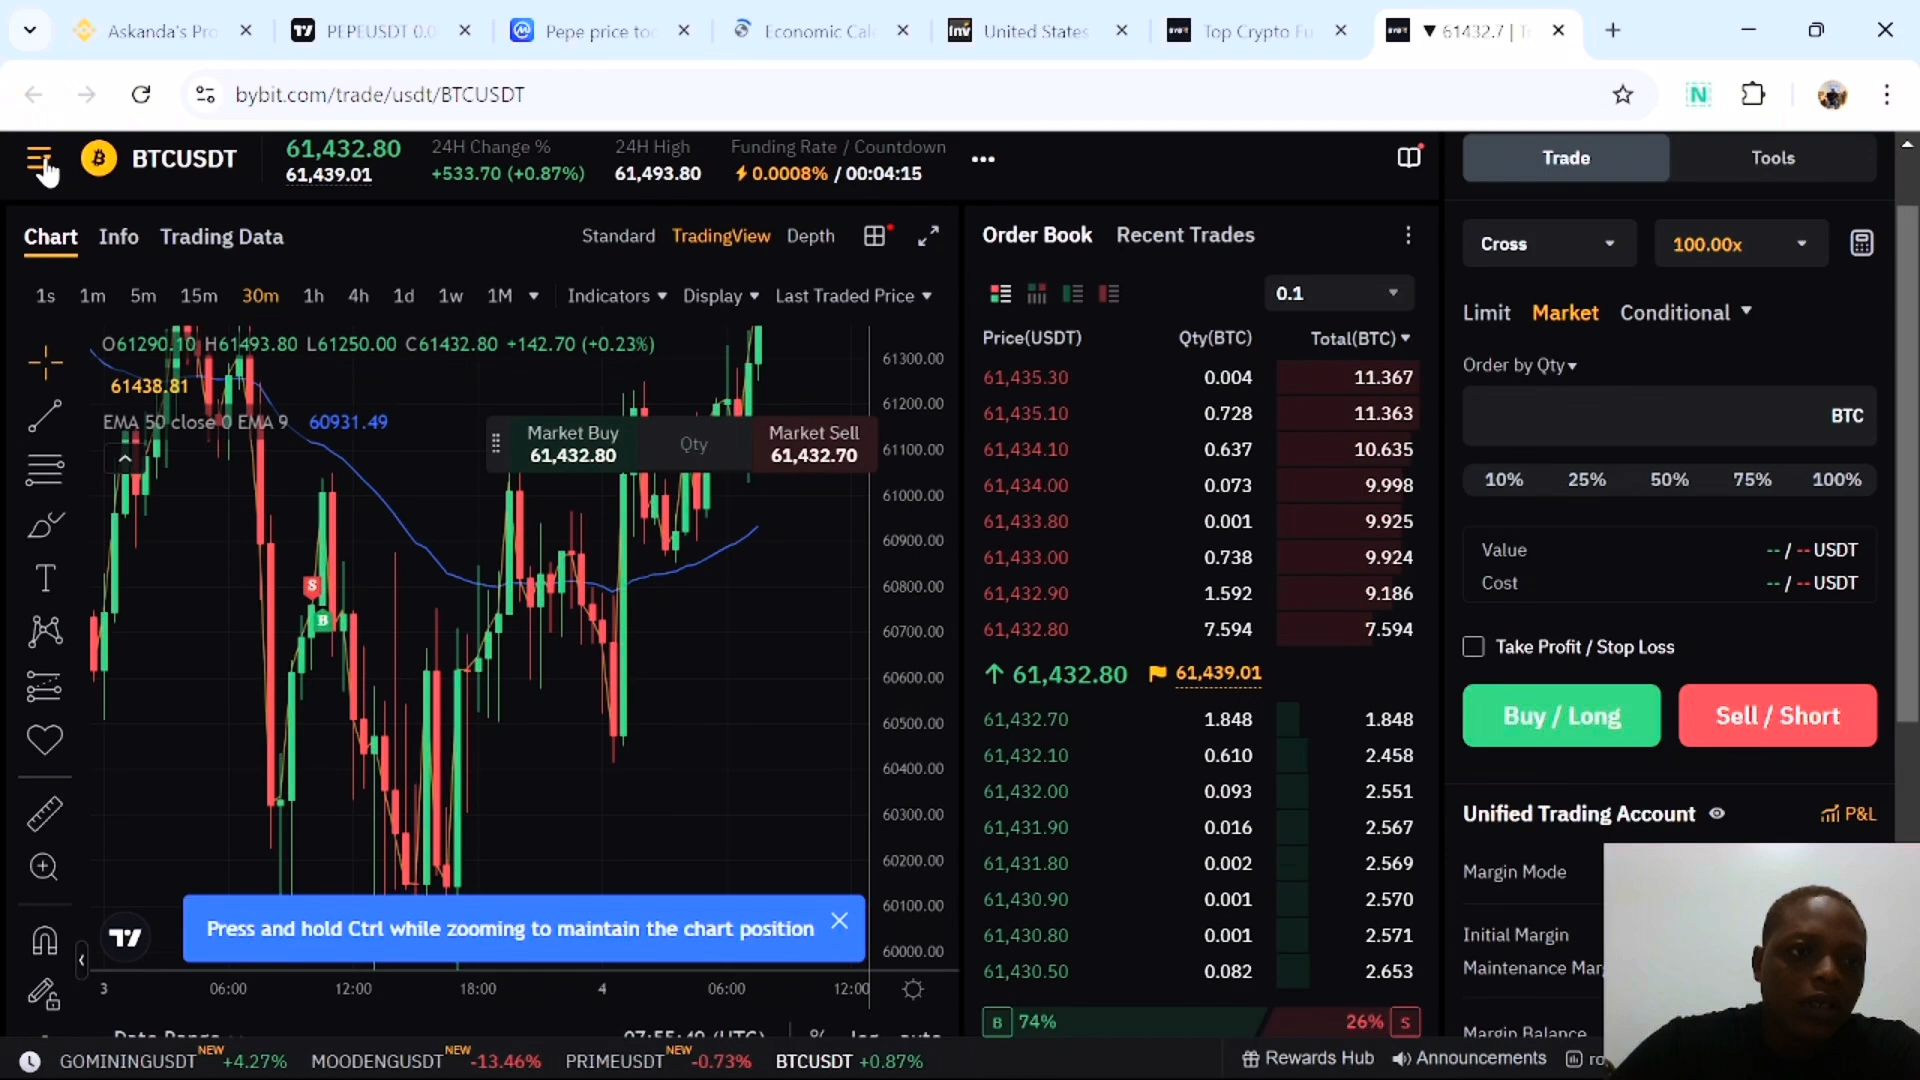 Askanda's Pro
PEPEUSDT 0.0
Pepe price too
Economic Cale
United States
Top Crypto Fu
▼ 61432.7 | Tr
bybit.com/trade/usdt/BTCUSDT
BTCUSDT
61,432.80
61,439.01
24H Change %
+533.70 (+0.87%)
24H High
61,493.80
Funding Rate / Countdown
0.0008% / 00:04:15
Trade
Tools
Chart
Info
Trading Data
Standard
TradingView
Depth
1s 1m 5m 15m 30m 1h 4h 1d 1w 1M
Indicators
Display
Last Traded Price
O61290.10 H61493.80 L61250.00 C61432.80 +142.70 (+0.23%)
61438.81
EMA 50 close 0 EMA 9 60931.49
Market Buy
61,432.80
Qty
Market Sell
61,432.70
S
B
61300.00
61200.00
61100.00
61000.00
60900.00
60800.00
60700.00
60600.00
60500.00
60400.00
60300.00
60200.00
60100.00
60000.00
Press and hold Ctrl while zooming to maintain the chart position
3 06:00 12:00 18:00 4 06:00 12:00
Order Book
Recent Trades
0.1
Price(USDT) Qty(BTC) Total(BTC)
61,435.30 0.004 11.367
61,435.10 0.728 11.363
61,434.10 0.637 10.635
61,434.00 0.073 9.998
61,433.80 0.001 9.925
61,433.00 0.738 9.924
61,432.90 1.592 9.186
61,432.80 7.594 7.594
61,432.80 61,439.01
61,432.70 1.848 1.848
61,432.10 0.610 2.458
61,432.00 0.093 2.551
61,431.90 0.016 2.567
61,431.80 0.002 2.569
61,430.90 0.001 2.570
61,430.80 0.001 2.571
61,430.50 0.082 2.653
B 74% 26% S
Cross
100.00x
Limit
Market
Conditional
Order by Qty
BTC
10% 25% 50% 75% 100%
Value -- / -- USDT
Cost -- / -- USDT
Take Profit / Stop Loss
Buy / Long
Sell / Short
Unified Trading Account
P&L
Margin Mode
Initial Margin
Maintenance Mar
Margin Balance
GOMININGUSDT NEW +4.27%
MOODENGUSDT NEW -13.46%
PRIMEUSDT NEW -0.73%
BTCUSDT +0.87%
Rewards Hub
Announcements